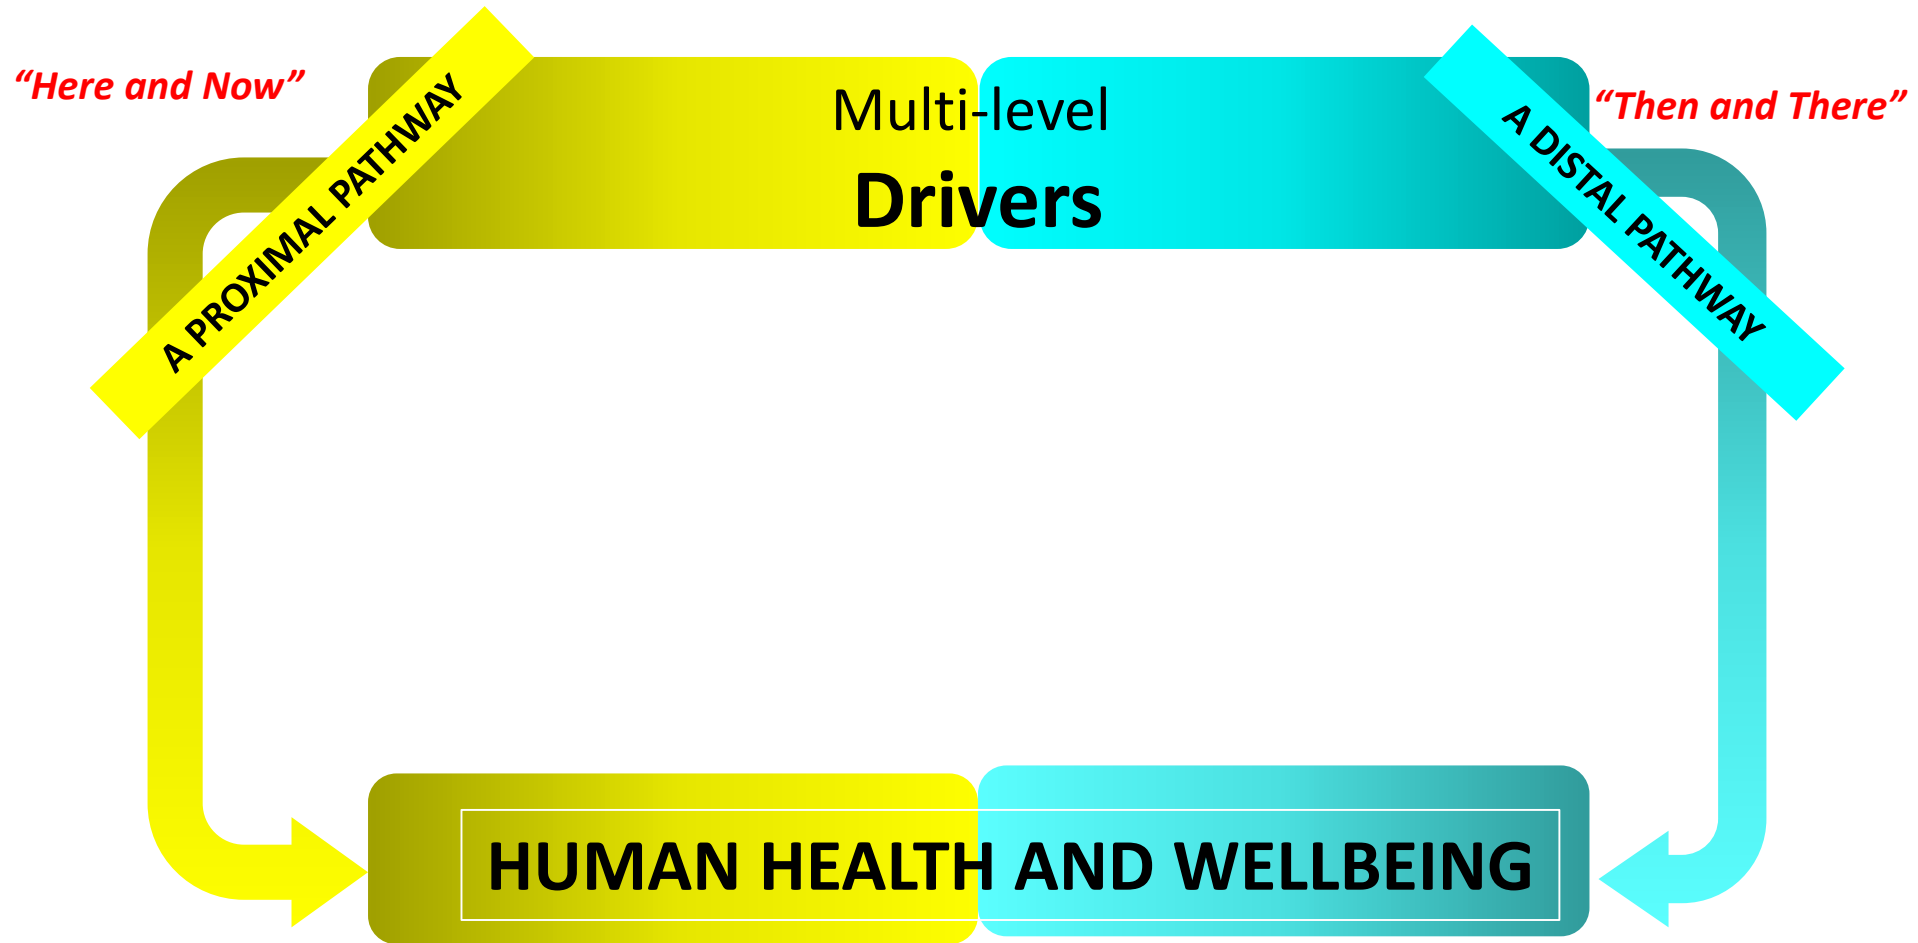 “Here and Now”
A PROXIMAL PATHWAY
Multi-level
Drivers
A DISTAL PATHWAY
“Then and There”
HUMAN HEALTH AND WELLBEING